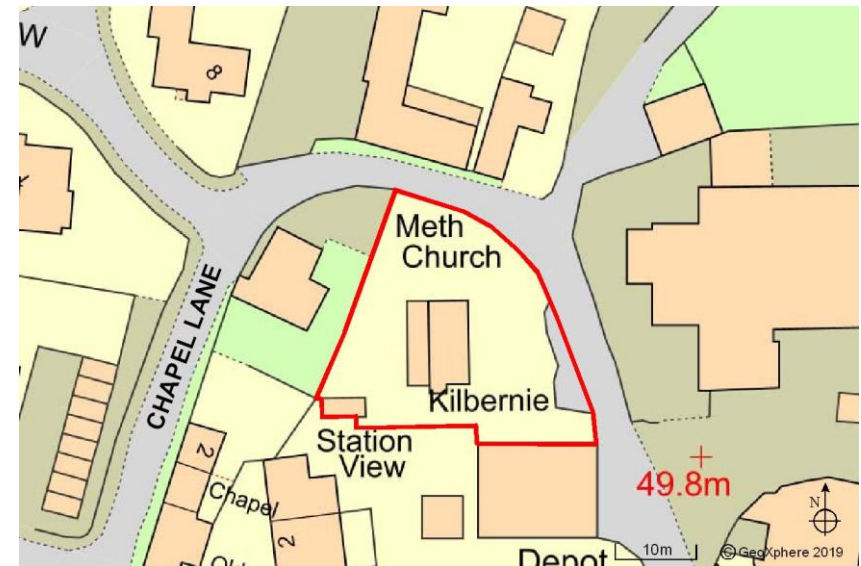 W
8
Meth
Church
CHAPEL LANE
Kilbernie
Station
View
2
Chapel
2
49.8m
N
Depot
10m
© GeoXphere 2019